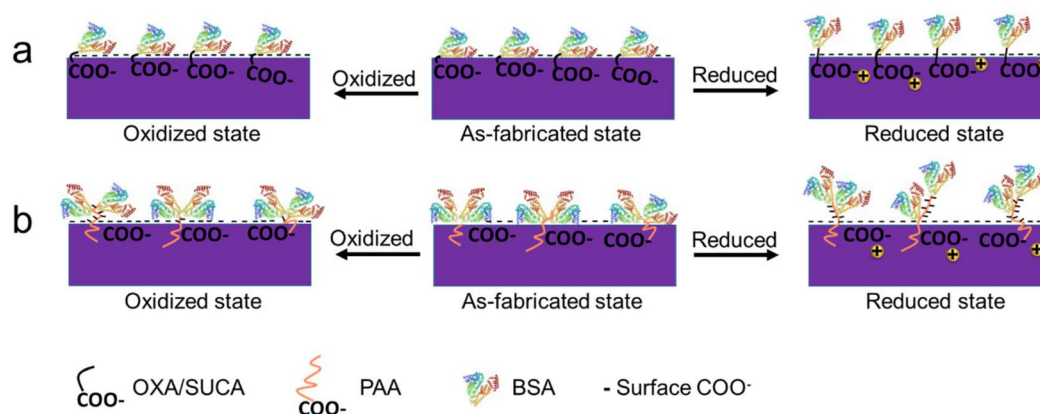 a
COO- COO- COO- COO-
Oxidized
COO- COO- COO- COO-
Reduced
COO- COO- COO- COO-
+ + +
Oxidized state
As-fabricated state
Reduced state
b
COO- COO- COO-
Oxidized
COO- COO- COO-
Reduced
COO- COO- COO-
+ + +
Oxidized state
As-fabricated state
Reduced state
COO- OXA/SUCA
COO- PAA
BSA
- Surface COO⁻